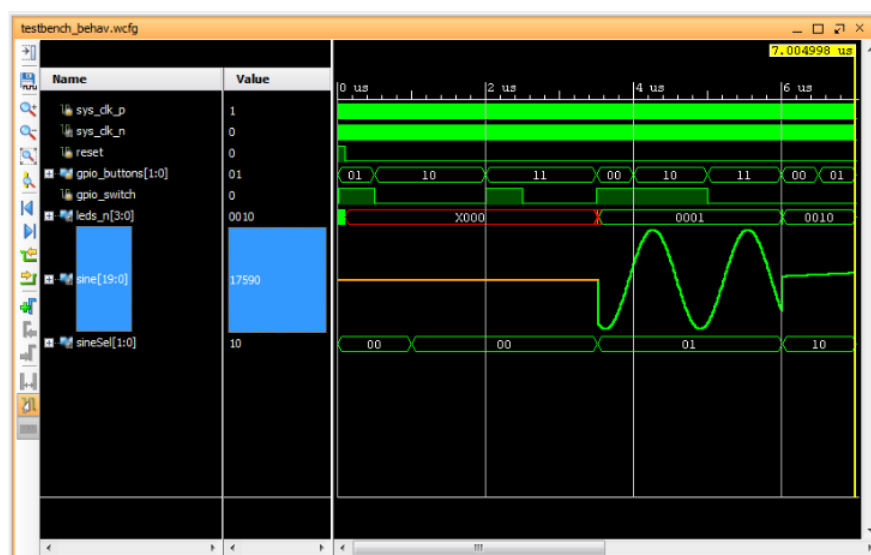 testbench_behav.wcfg
7.004998 us
Name Value
0 us 2 us 4 us 6 us
sys_clk_p 1
sys_clk_n 0
reset 0
gpio_buttons[1:0] 01 01 10 11 00 10 11 00 01
gpio_switch 0
leds_n[3:0] 0010 X000 0001 0010
sine[19:0] 17590
sineSel[1:0] 10 00 00 01 10